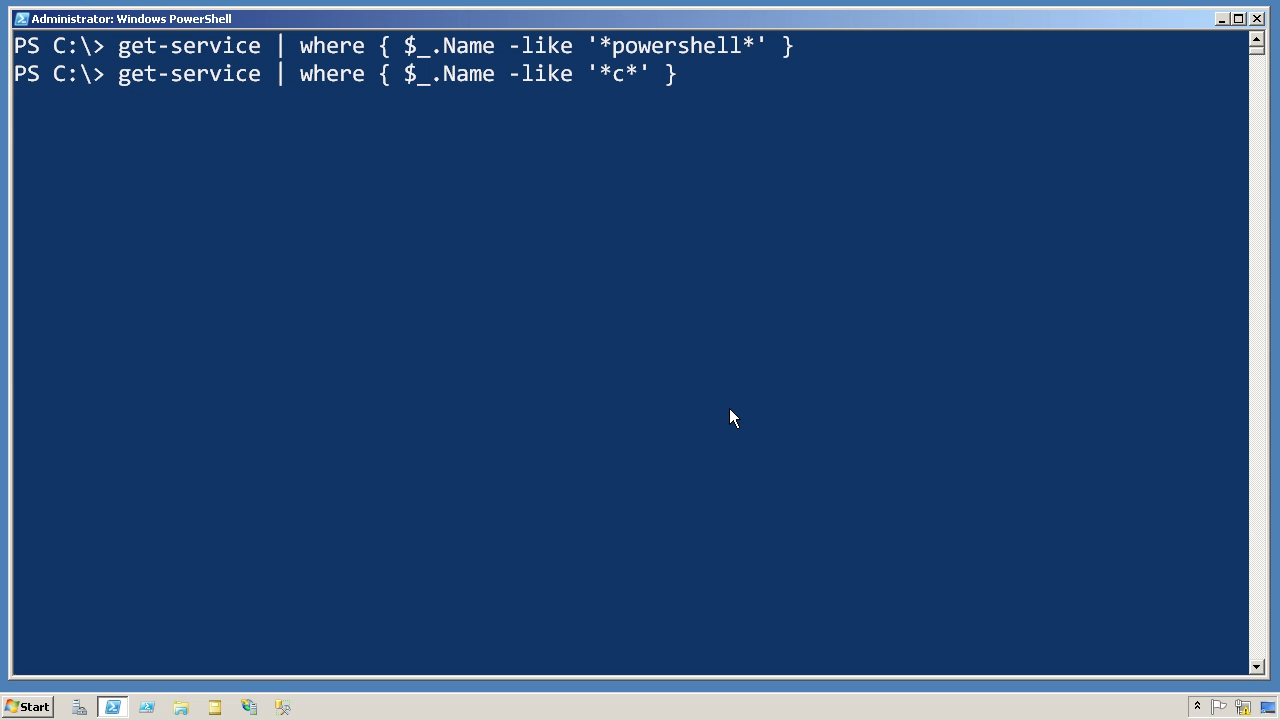 Administrator: Windows PowerShell
PS C:\> get-service | where { $_.Name -like '*powershell*' }
PS C:\> get-service | where { $_.Name -like '*c*' }
Start